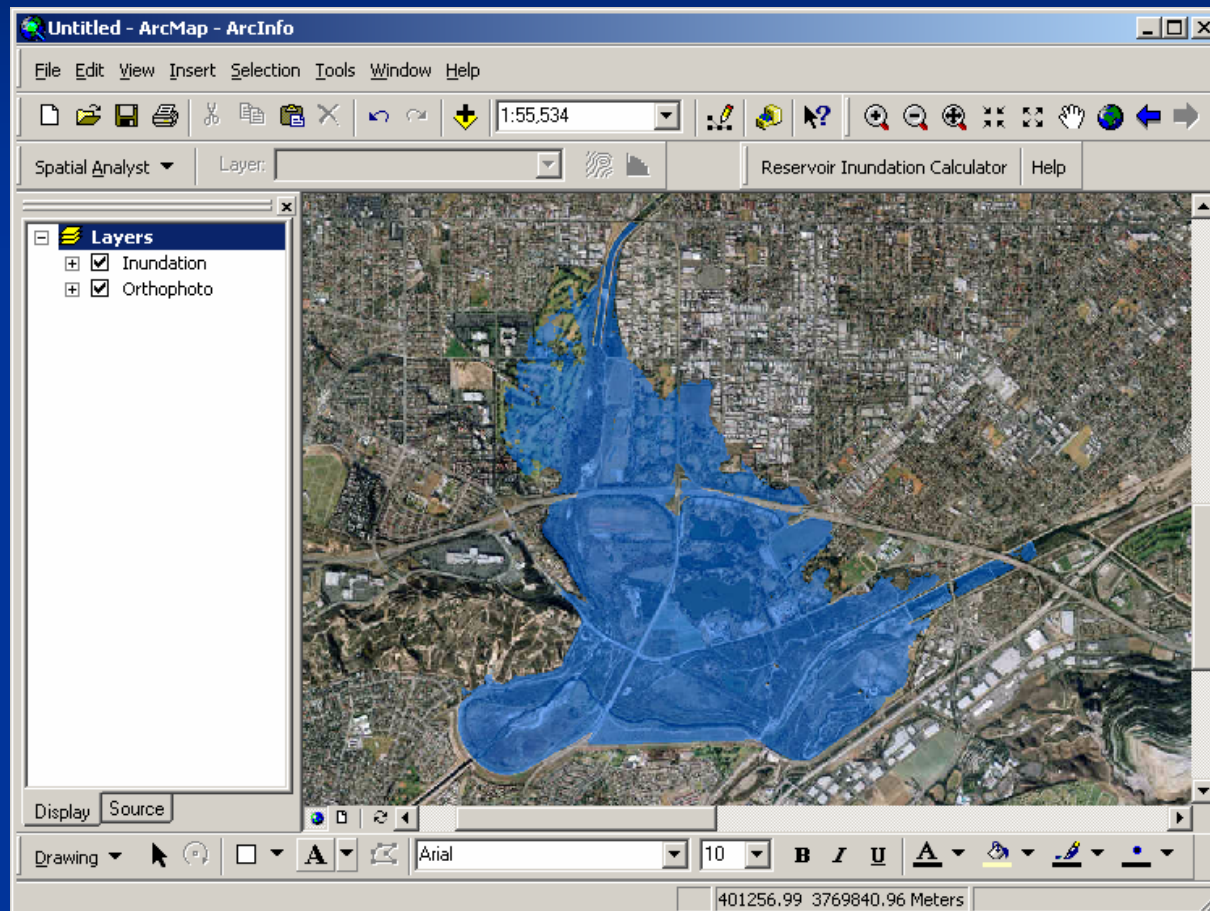 Untitled - ArcMap - ArcInfo
File Edit View Insert Selection Tools Window Help
1:55,534
Spatial Analyst Layer: Reservoir Inundation Calculator Help
Layers
Inundation
Orthophoto
Display Source
Drawing A Arial 10 B I U A
401256.99 3769840.96 Meters